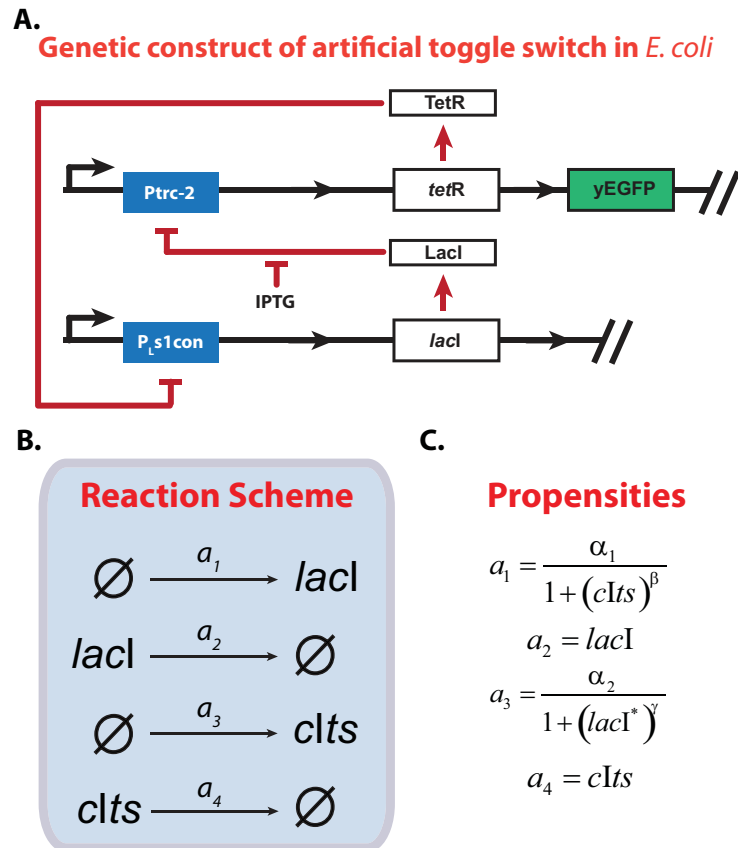 A.
Genetic construct of artificial toggle switch in E. coli
TetR
Ptrc-2
tetR
yEGFP
LacI
IPTG
PLs1con
lacI
B.
Reaction Scheme
∅ a1 lacI
lacI a2 ∅
∅ a3 cIts
cIts a4 ∅
C.
Propensities
a1 = α1 / 1 + (cIts)^β
a2 = lacI
a3 = α2 / 1 + (lacI*)^γ
a4 = cIts